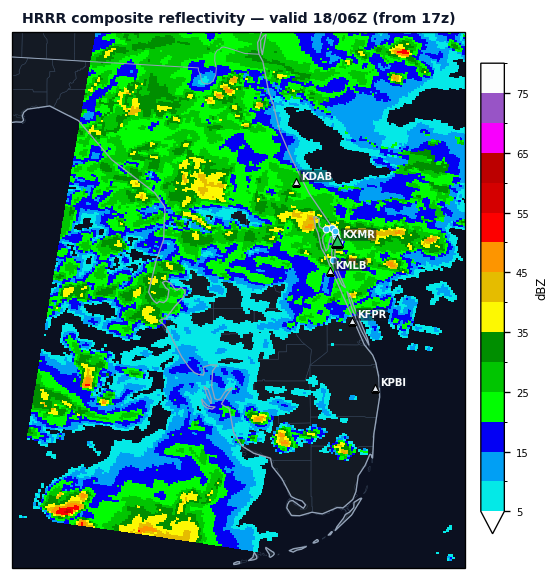 HRRR composite reflectivity — valid 18/06Z (from 17z)
KDAB
KXMR
KMLB
KFPR
KPBI
75
65
55
45
35
25
15
5
dBZ